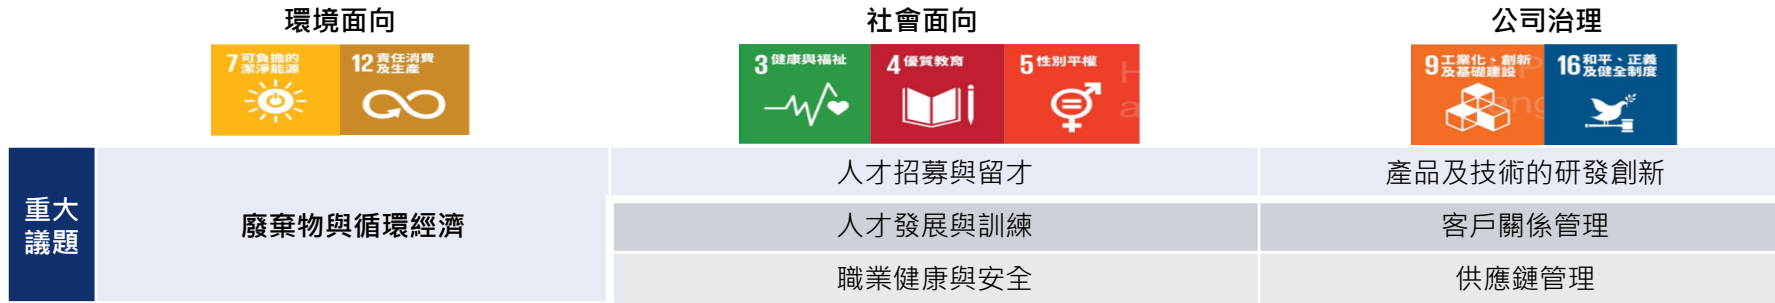 環境面向
社會面向
公司治理
7 可負擔的
潔淨能源
12 責任消費
及生產
3 健康與福祉
4 優質教育
5 性別平權
9 工業化、創新
及基礎建設
16 和平、正義
及健全制度
重大
議題
廢棄物與循環經濟
人才招募與留才
產品及技術的研發創新
人才發展與訓練
客戶關係管理
職業健康與安全
供應鏈管理